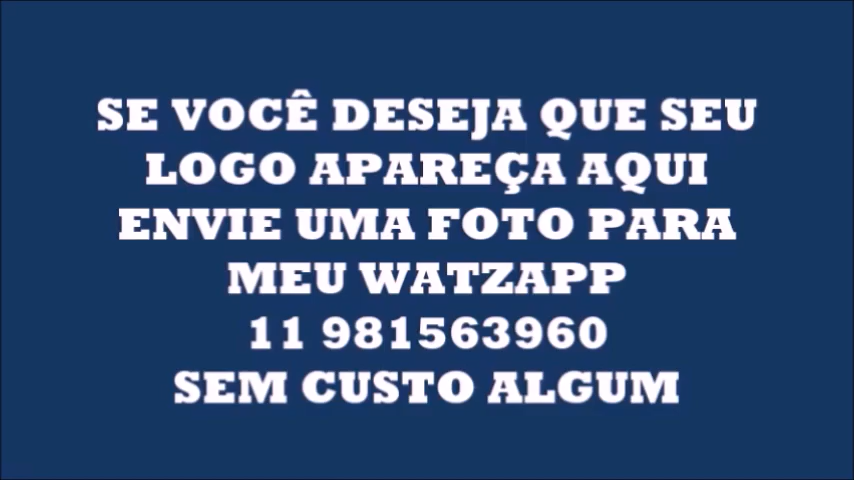 SE VOCÊ DESEJA QUE SEU
LOGO APAREÇA AQUI
ENVIE UMA FOTO PARA
MEU WATZAPP
11 981563960
SEM CUSTO ALGUM